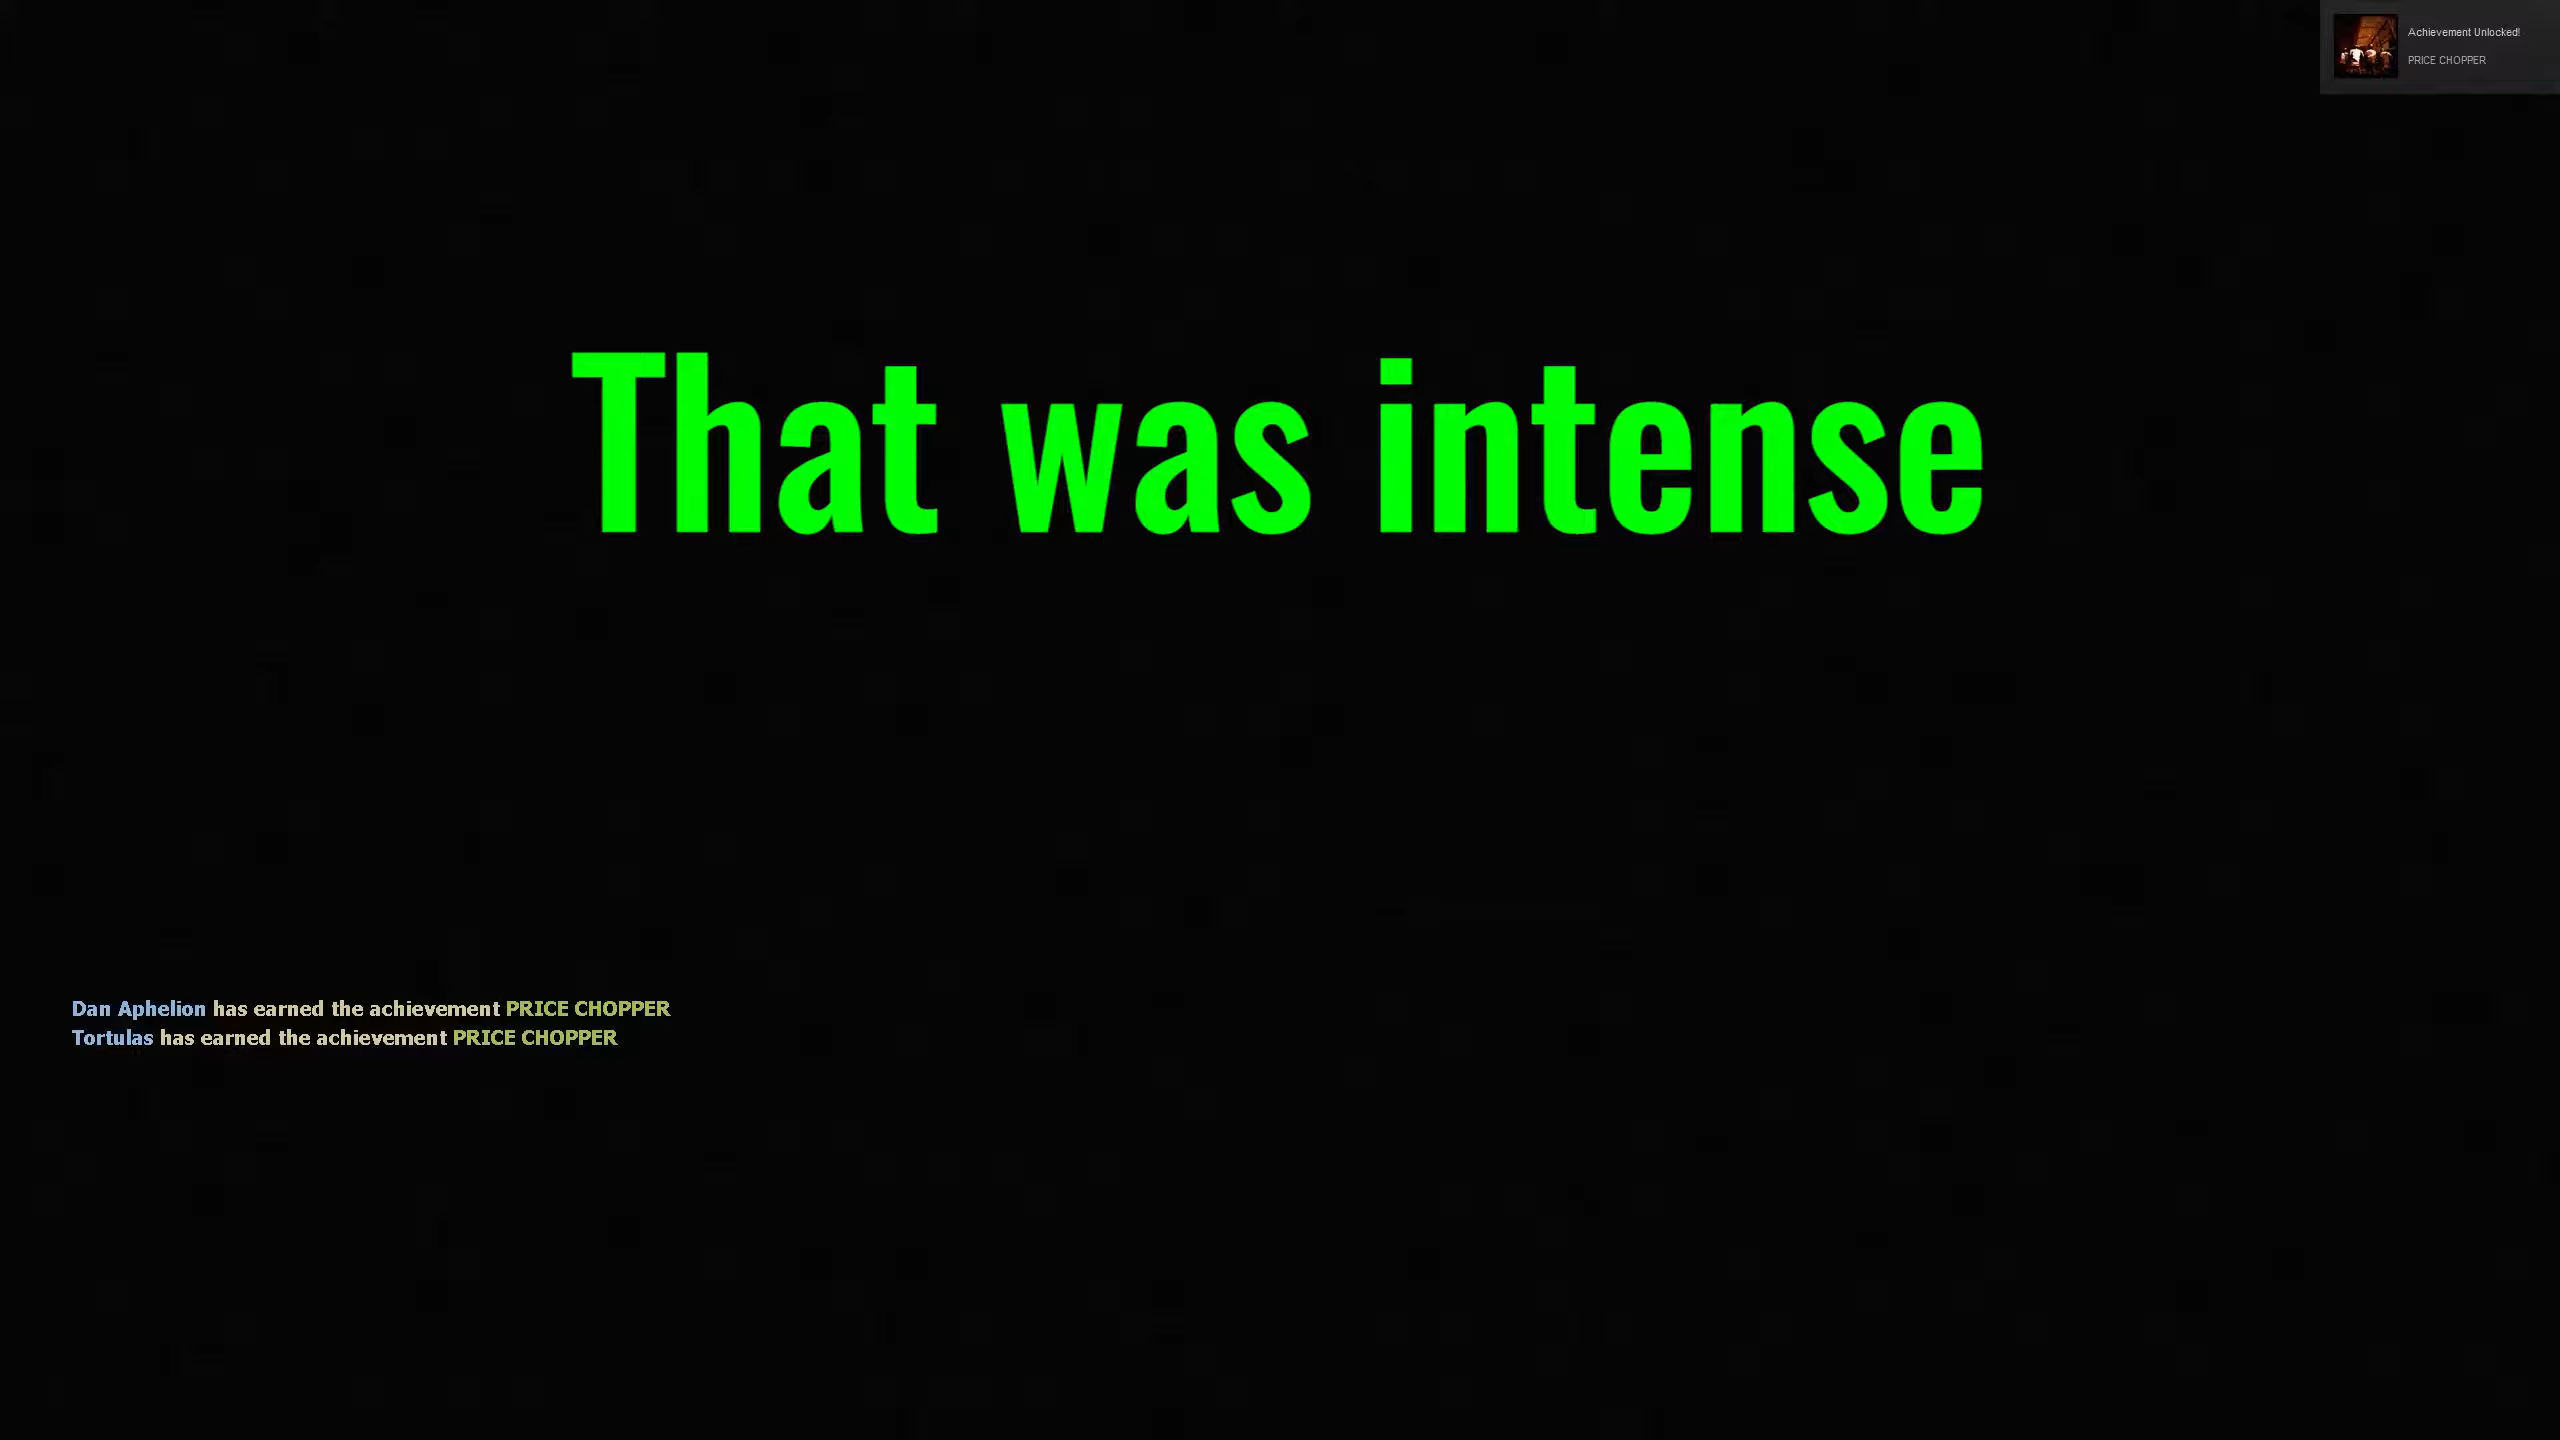 Achievement Unlocked!
PRICE CHOPPER
That was intense
Dan Aphelion has earned the achievement PRICE CHOPPER
Tortulas has earned the achievement PRICE CHOPPER